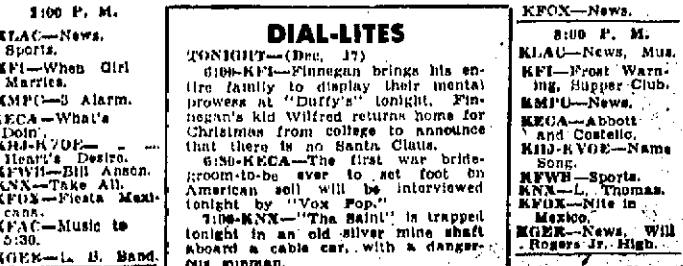 2:00 P. M.
KLAC—News,
Sports.
KFI—When Girl
Marries.
KMPC—3 Alarm.
KECA—What's
Doin'.
KHJ-KVOE—
Heart's Desire.
KFWB—Bill Anson.
KNX—Take All.
KFOX—Fiesta Mexi-
cana.
KFAC—Music to
5:30.
KGER—L. B. Band.
DIAL-LITES
TONIGHT—(Dec. 17)
6:00-KFI—Finnegan brings his en-
tire family to display their mental
prowess at "Duffy's" tonight. Fin-
negan's kid Wilfred returns home for
Christmas from college to announce
that there is no Santa Claus.
6:30-KECA—The first war bride-
groom-to-be ever to set foot on
American soil will be interviewed
tonight by "Vox Pop."
7:00-KNX—"The Saint" is trapped
tonight in an old silver mine shaft
aboard a cable car, with a danger-
ous gunman.
KFOX—News.
8:00 P. M.
KLAC—News, Mus.
KFI—Frost Warn-
ing, Supper Club.
KMPC—News.
KECA—Abbott
and Costello.
KHJ-KVOE—Name
Song.
KFWB—Sports.
KNX—L. Thomas.
KFOX—Nite in
Mexico.
KGER—News, Will
Rogers Jr. High.